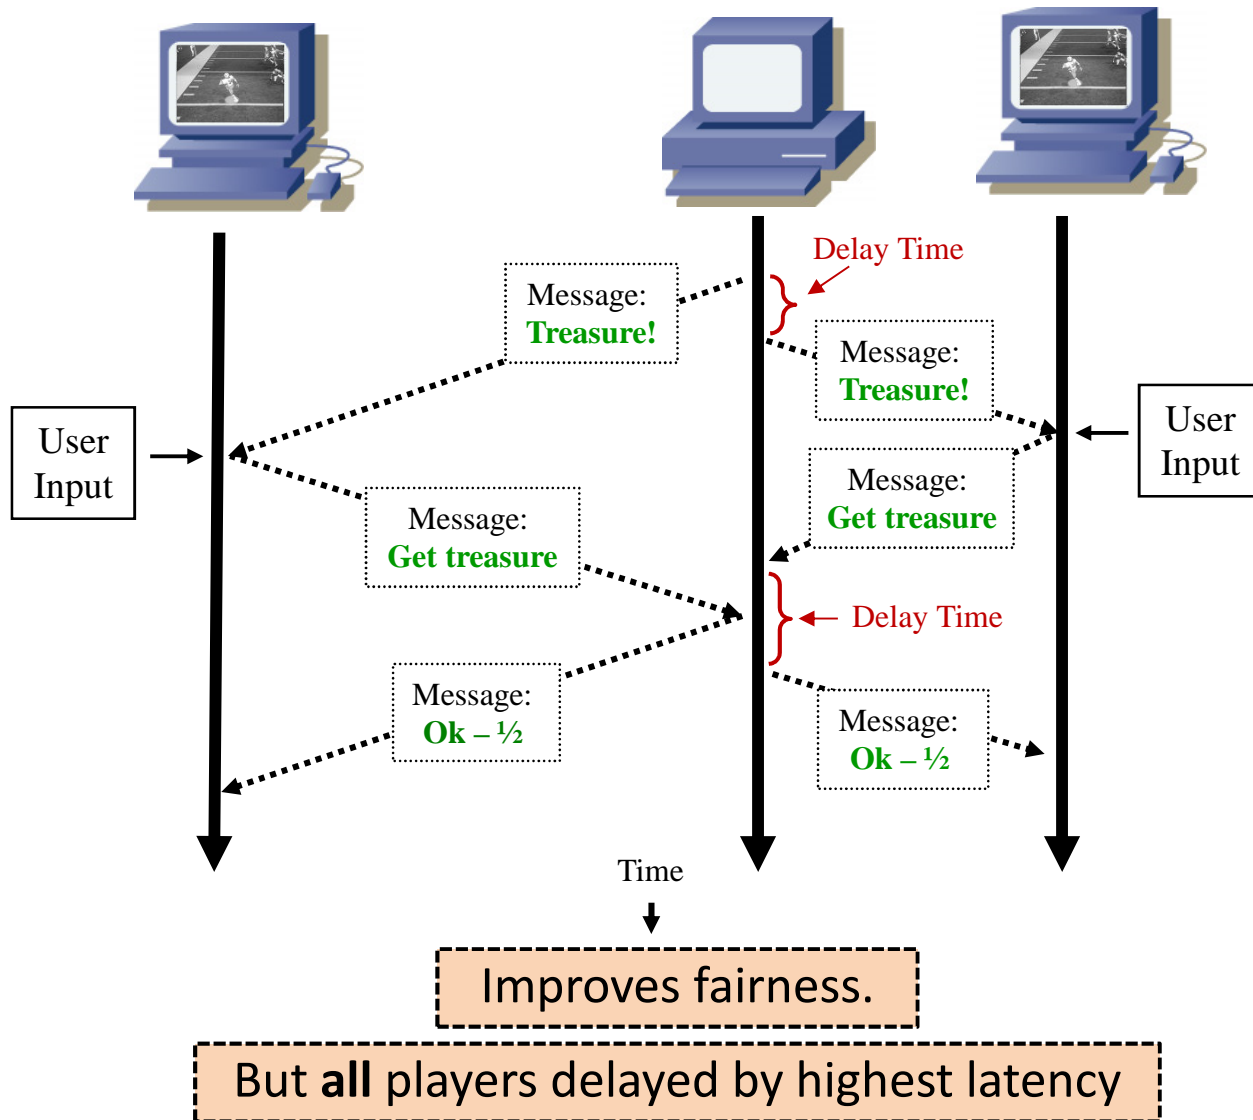 Delay Time
Message:
Treasure!
Message:
Treasure!
User
Input
User
Input
Message:
Get treasure
Message:
Get treasure
Delay Time
Message:
Ok – ½
Message:
Ok – ½
Time
Improves fairness.
But all players delayed by highest latency